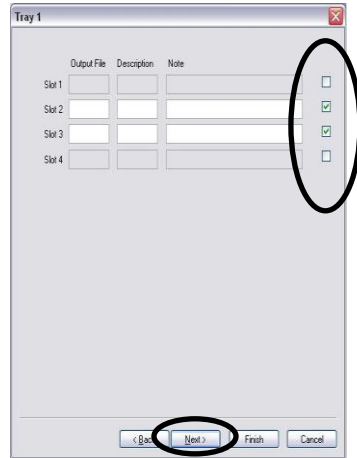 Tray 1
Output File Description Note
Slot 1
Slot 2
Slot 3
Slot 4
< Back Next > Finish Cancel